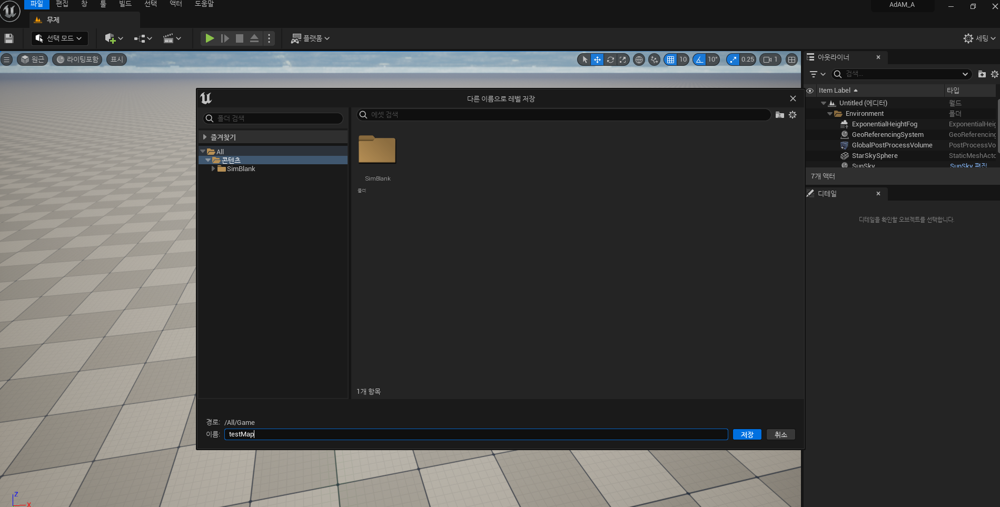 파일 편집 창 툴 빌드 선택 액터 도움말
AdAM_A
무제
선택 모드
플랫폼
세팅
원근 라이팅포함 표시
10 10° 0.25 1
아웃라이너
검색...
Item Label 타입
Untitled (에디터) 월드
Environment 폴더
ExponentialHeightFog ExponentialHeig
GeoReferencingSystem GeoReferencing
GlobalPostProcessVolume PostProcessVo
StarSkySphere StaticMeshActo
SunSky SunSky 편집
7개 액터
디테일
디테일을 확인할 오브젝트를 선택합니다.
다른 이름으로 레벨 저장
폴더 검색
에셋 검색
즐겨찾기
All
콘텐츠
SimBlank
SimBlank
폴더
1개 항목
경로: /All/Game
이름: testMap
저장 취소
Z
X